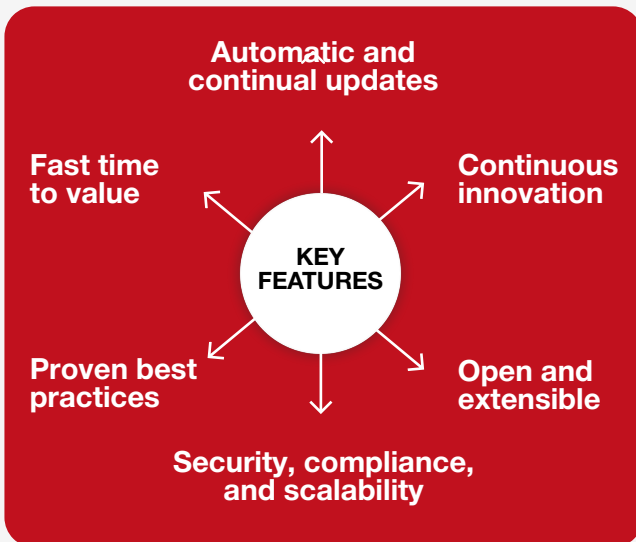 Automatic and
continual updates
Fast time
to value
Continuous
innovation
KEY
FEATURES
Proven best
practices
Open and
extensible
Security, compliance,
and scalability